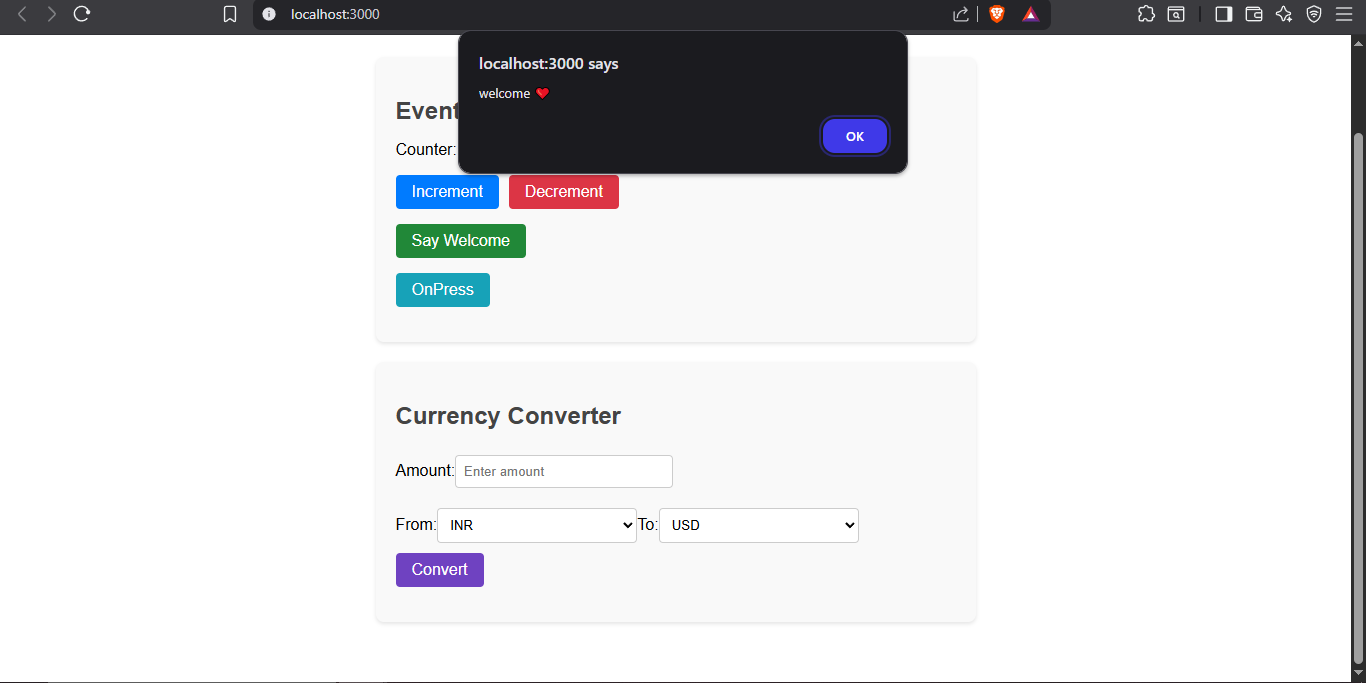 localhost:3000
localhost:3000 says
welcome ❤️
OK
Event
Counter:
Increment Decrement
Say Welcome
OnPress
Currency Converter
Amount: Enter amount
From: INR To: USD
Convert